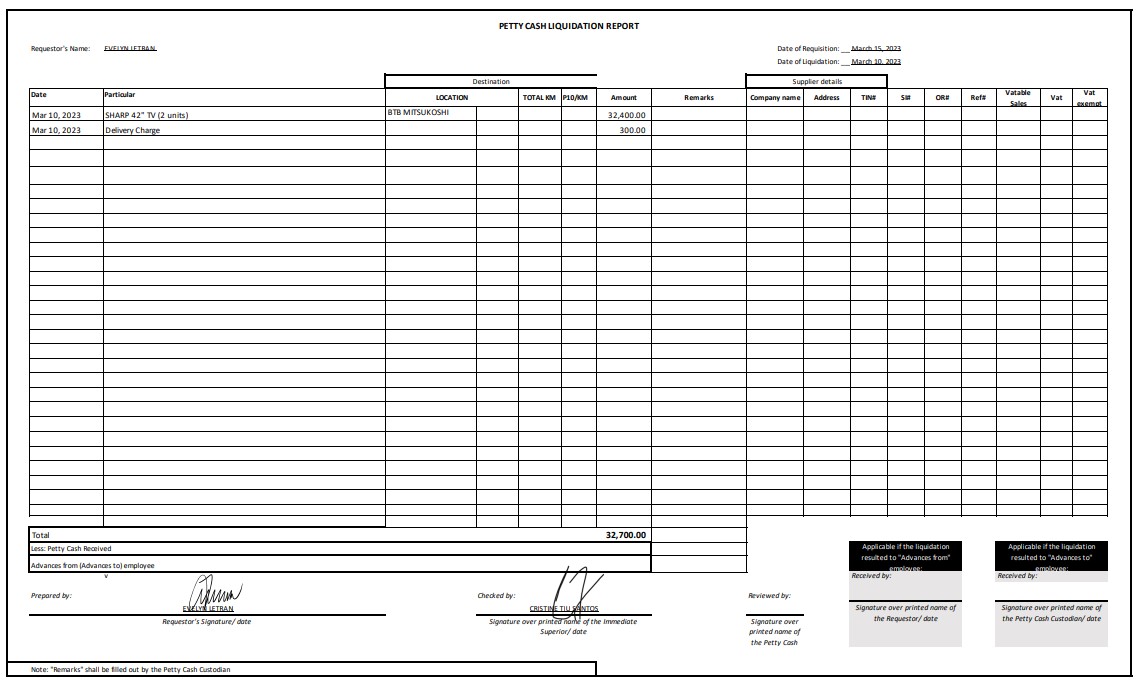 PETTY CASH LIQUIDATION REPORT
Requestor's Name: EVELYN LETRAN
Date of Requisition: __ March 15, 2023
Date of Liquidation: __ March 10, 2023
Destination Supplier details
Date Particular LOCATION TOTAL KM P10/KM Amount Remarks Company name Address TIN# SI# OR# Ref# Vatable Sales Vat Vat exempt
Mar 10, 2023 SHARP 42" TV (2 units) BTB MITSUKOSHI 32,400.00
Mar 10, 2023 Delivery Charge 300.00
Total 32,700.00
Less: Petty Cash Received
Advances from (Advances to) employee
v
Applicable if the liquidation resulted to "Advances from" employee:
Applicable if the liquidation resulted to "Advances to" employee:
Received by:
Received by:
Prepared by:
EVELYN LETRAN
Requestor's Signature/ date
Checked by:
CRISTINE TIU SANTOS
Signature over printed name of the Immediate
Superior/ date
Reviewed by:
Signature over
printed name of
the Petty Cash
Signature over printed name of
the Requestor/ date
Signature over printed name of
the Petty Cash Custodian/ date
Note: "Remarks" shall be filled out by the Petty Cash Custodian